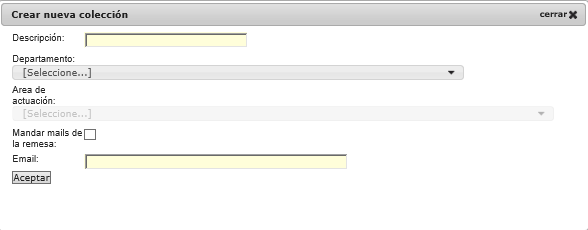 Crear nueva colección
cerrar
Descripción:
Departamento:
[Seleccione...]
Area de
actuación:
[Seleccione...]
Mandar mails de
la remesa:
Email:
Aceptar